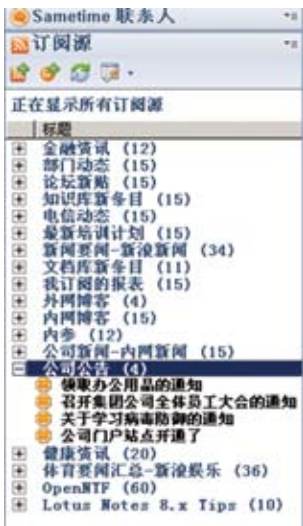 Sametime 联系人
订阅源
正在显示所有订阅源
标题
金融资讯 (12)
部门动态 (15)
论坛新贴 (15)
知识库新条目 (15)
电信动态 (15)
最新培训计划 (15)
新闻要闻-新浪新闻 (34)
文档库新条目 (11)
我订阅的报表 (15)
外网博客 (4)
内网博客 (15)
内参 (12)
公司新闻-内网新闻 (15)
公司公告 (4)
领取办公用品的通知
召开集团公司全体员工大会的通知
关于学习病毒防御的通知
公司门户站点开通了
健康资讯 (20)
体育要闻汇总-新浪娱乐 (36)
OpenNTF (60)
Lotus Notes 8.x Tips (10)